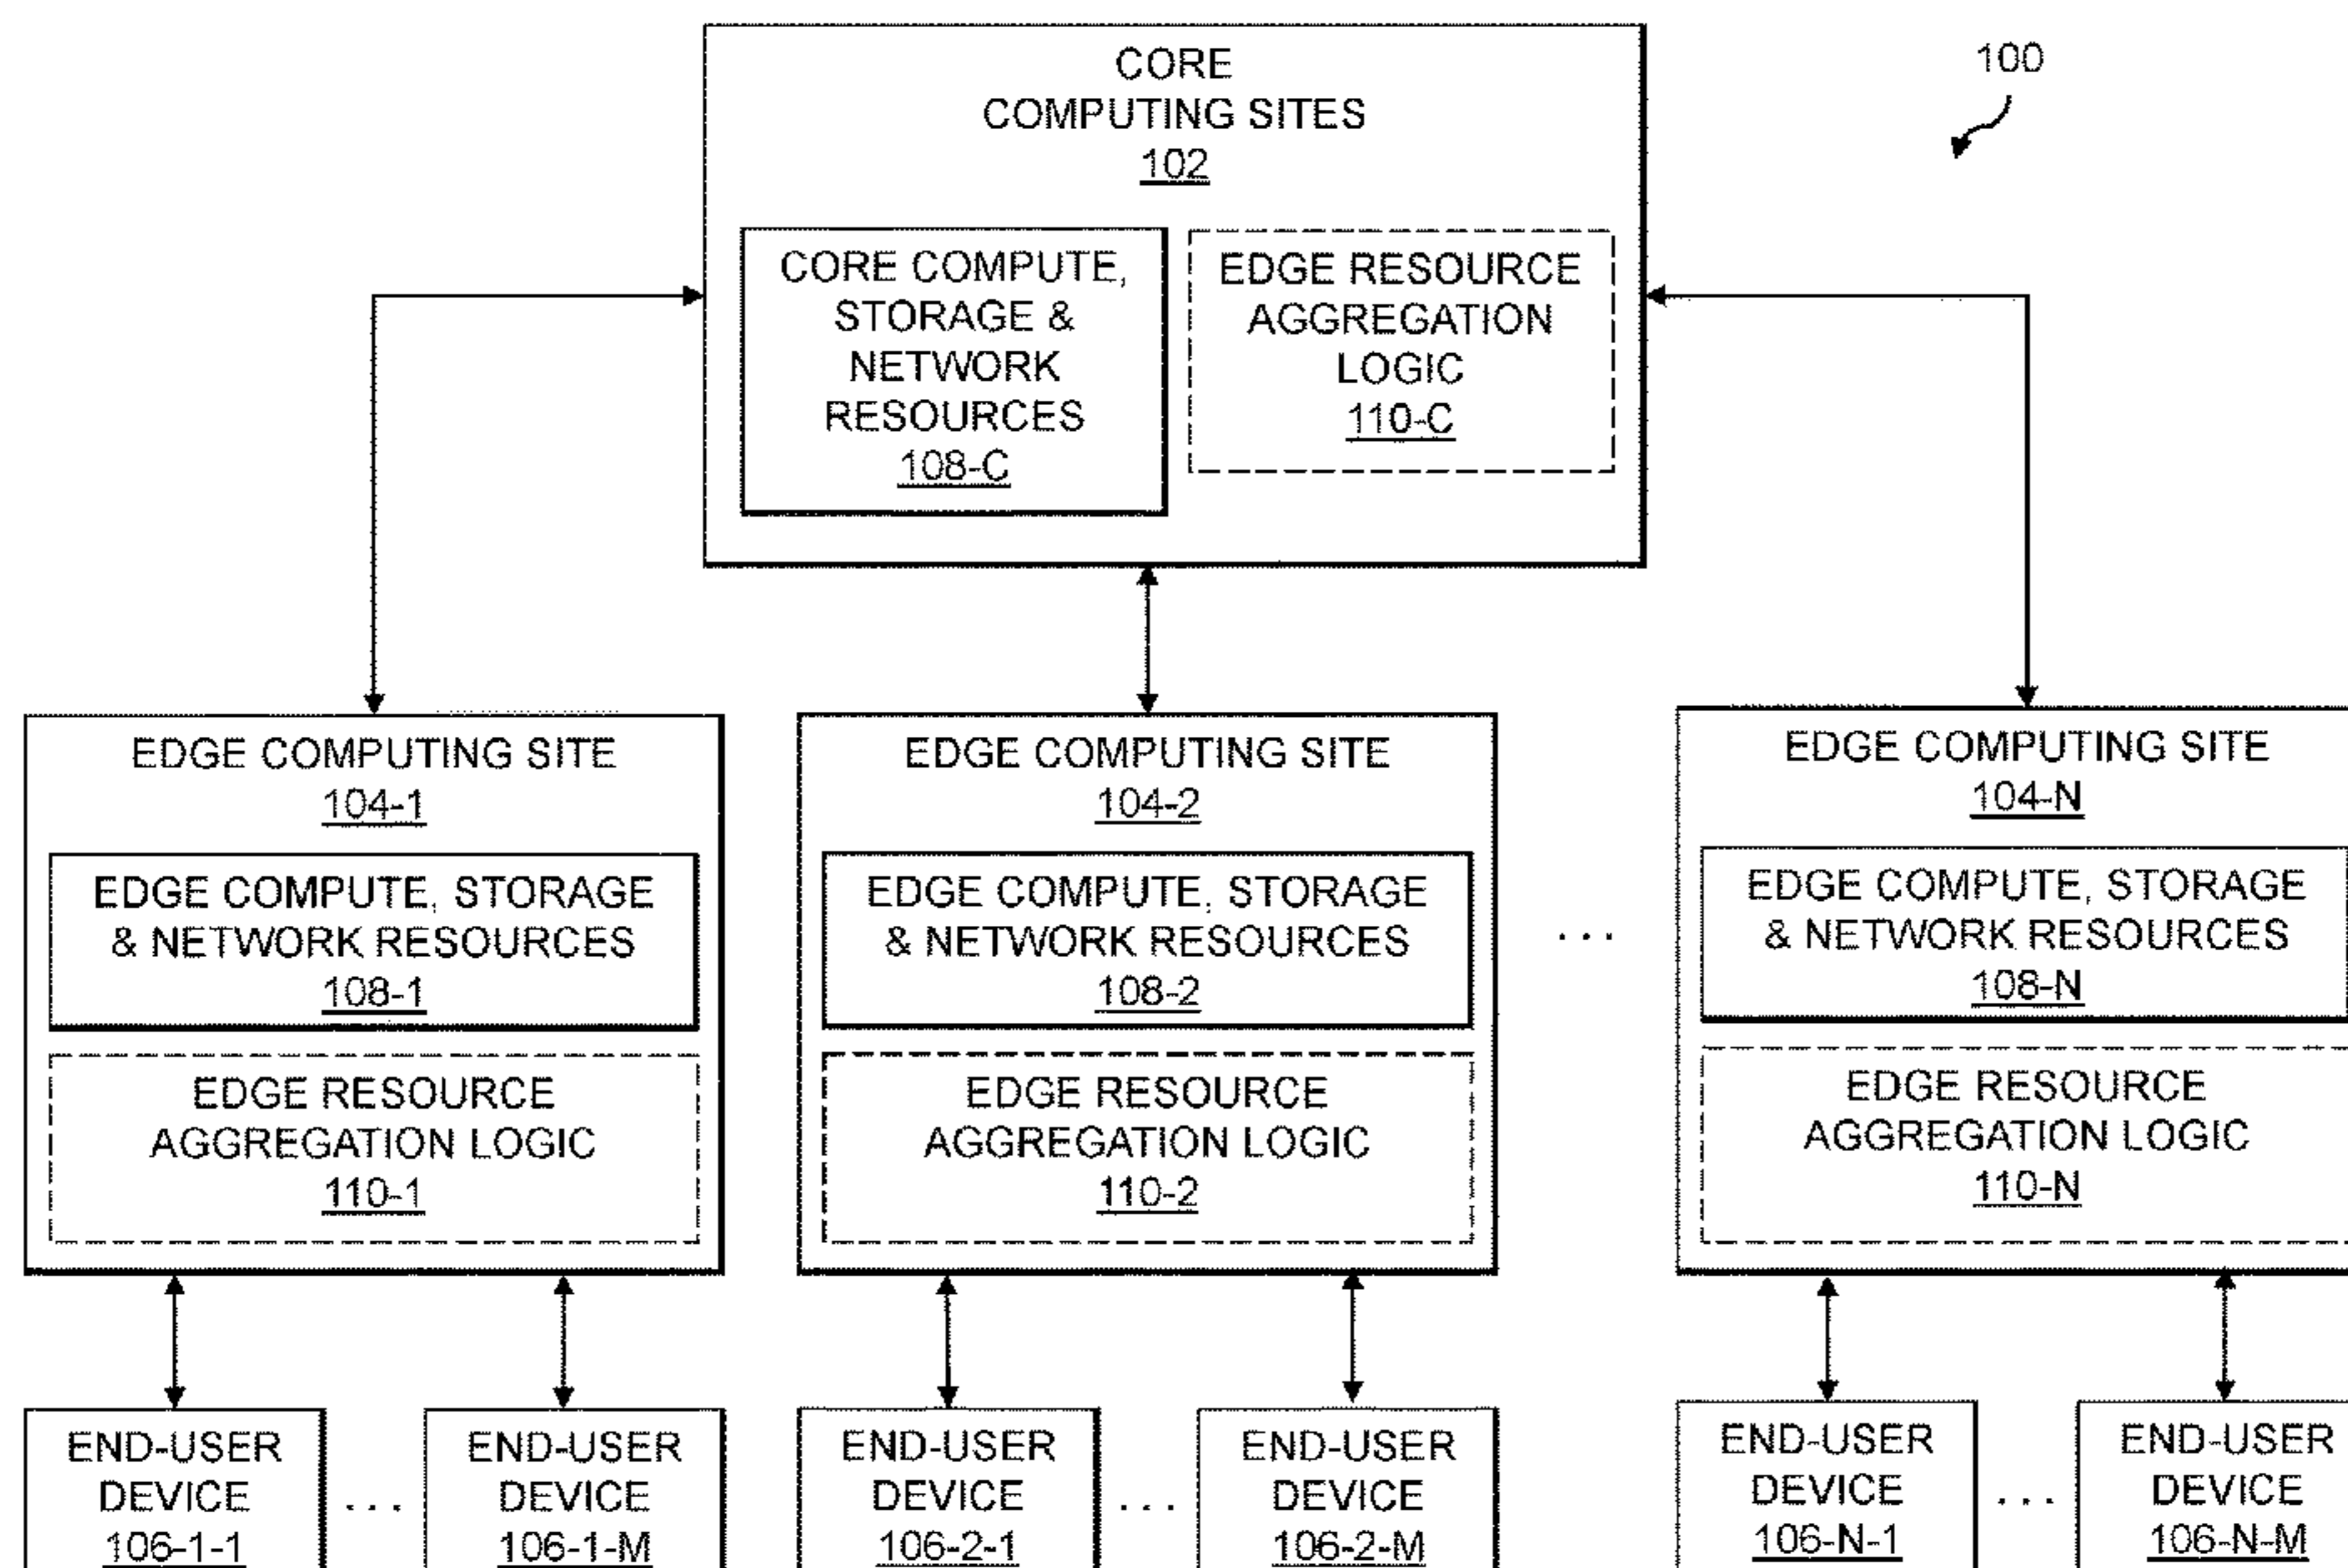 100
CORE
COMPUTING SITES
102
CORE COMPUTE,
STORAGE &
NETWORK
RESOURCES
108-C
EDGE RESOURCE
AGGREGATION
LOGIC
110-C
EDGE COMPUTING SITE
104-1
EDGE COMPUTE, STORAGE
& NETWORK RESOURCES
108-1
EDGE RESOURCE
AGGREGATION LOGIC
110-1
EDGE COMPUTING SITE
104-2
EDGE COMPUTE, STORAGE
& NETWORK RESOURCES
108-2
EDGE RESOURCE
AGGREGATION LOGIC
110-2
...
EDGE COMPUTING SITE
104-N
EDGE COMPUTE, STORAGE
& NETWORK RESOURCES
108-N
EDGE RESOURCE
AGGREGATION LOGIC
110-N
END-USER
DEVICE
106-1-1
...
END-USER
DEVICE
106-1-M
END-USER
DEVICE
106-2-1
...
END-USER
DEVICE
106-2-M
END-USER
DEVICE
106-N-1
...
END-USER
DEVICE
106-N-M